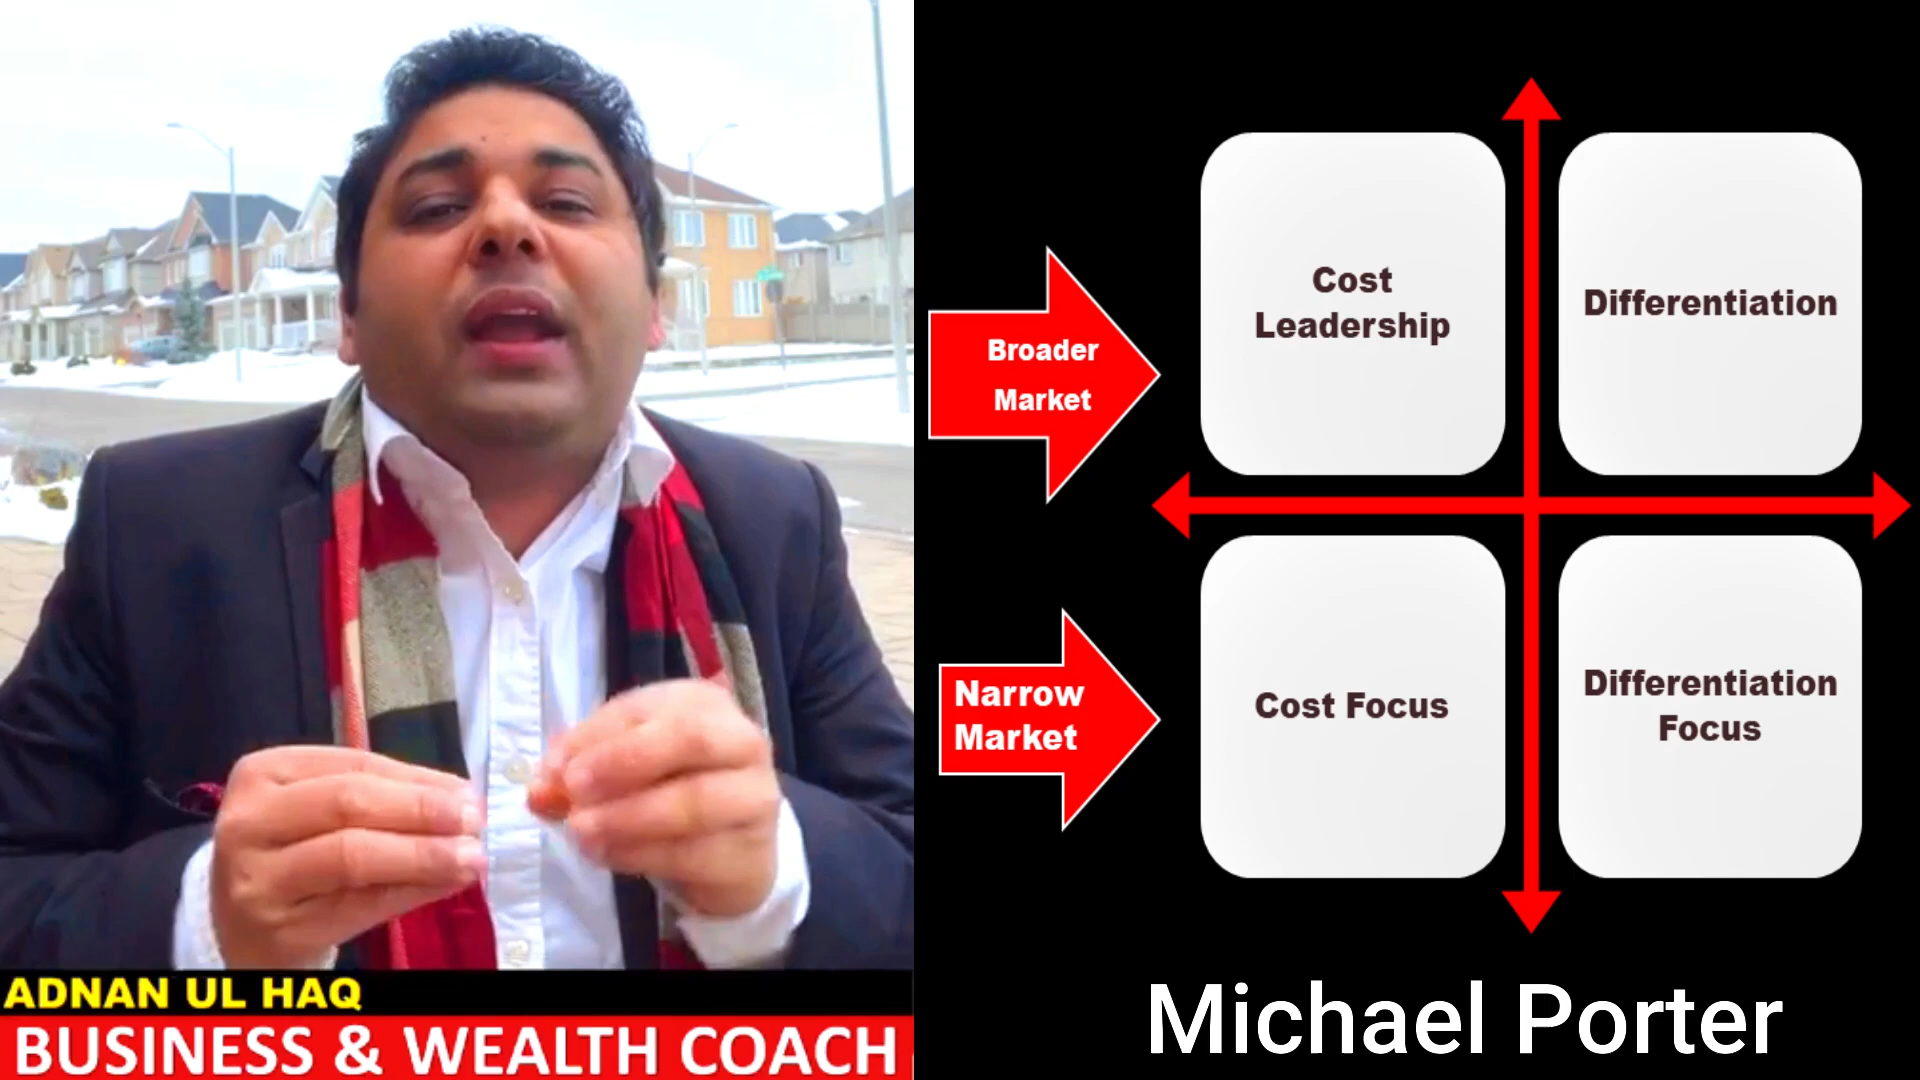 ADNAN UL HAQ
BUSINESS & WEALTH COACH
Broader
Market
Cost
Leadership
Differentiation
Narrow
Market
Cost Focus
Differentiation
Focus
Michael Porter